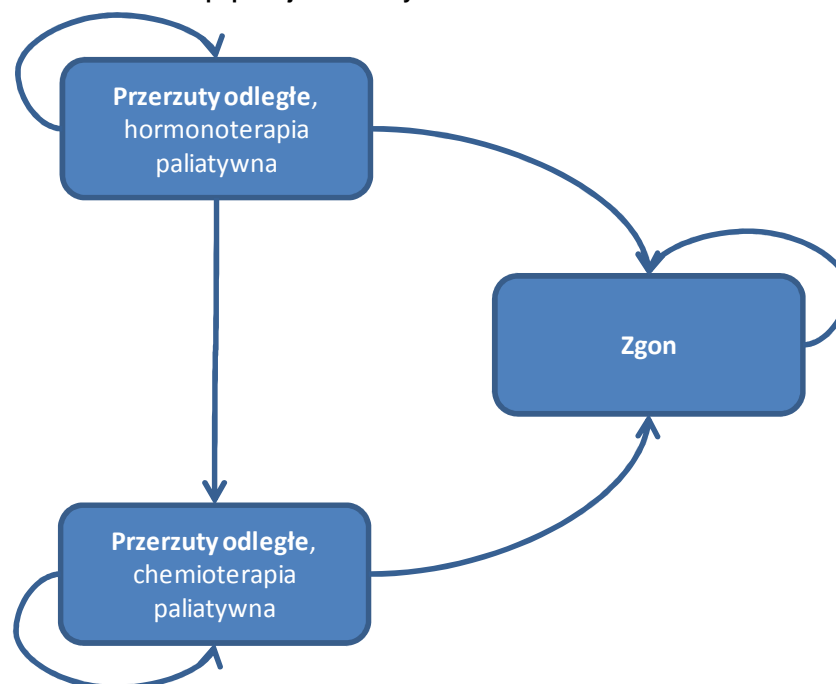 Przerzuty odległe,
hormonoterapia
paliatywna
Zgon
Przerzuty odległe,
chemioterapia
paliatywna